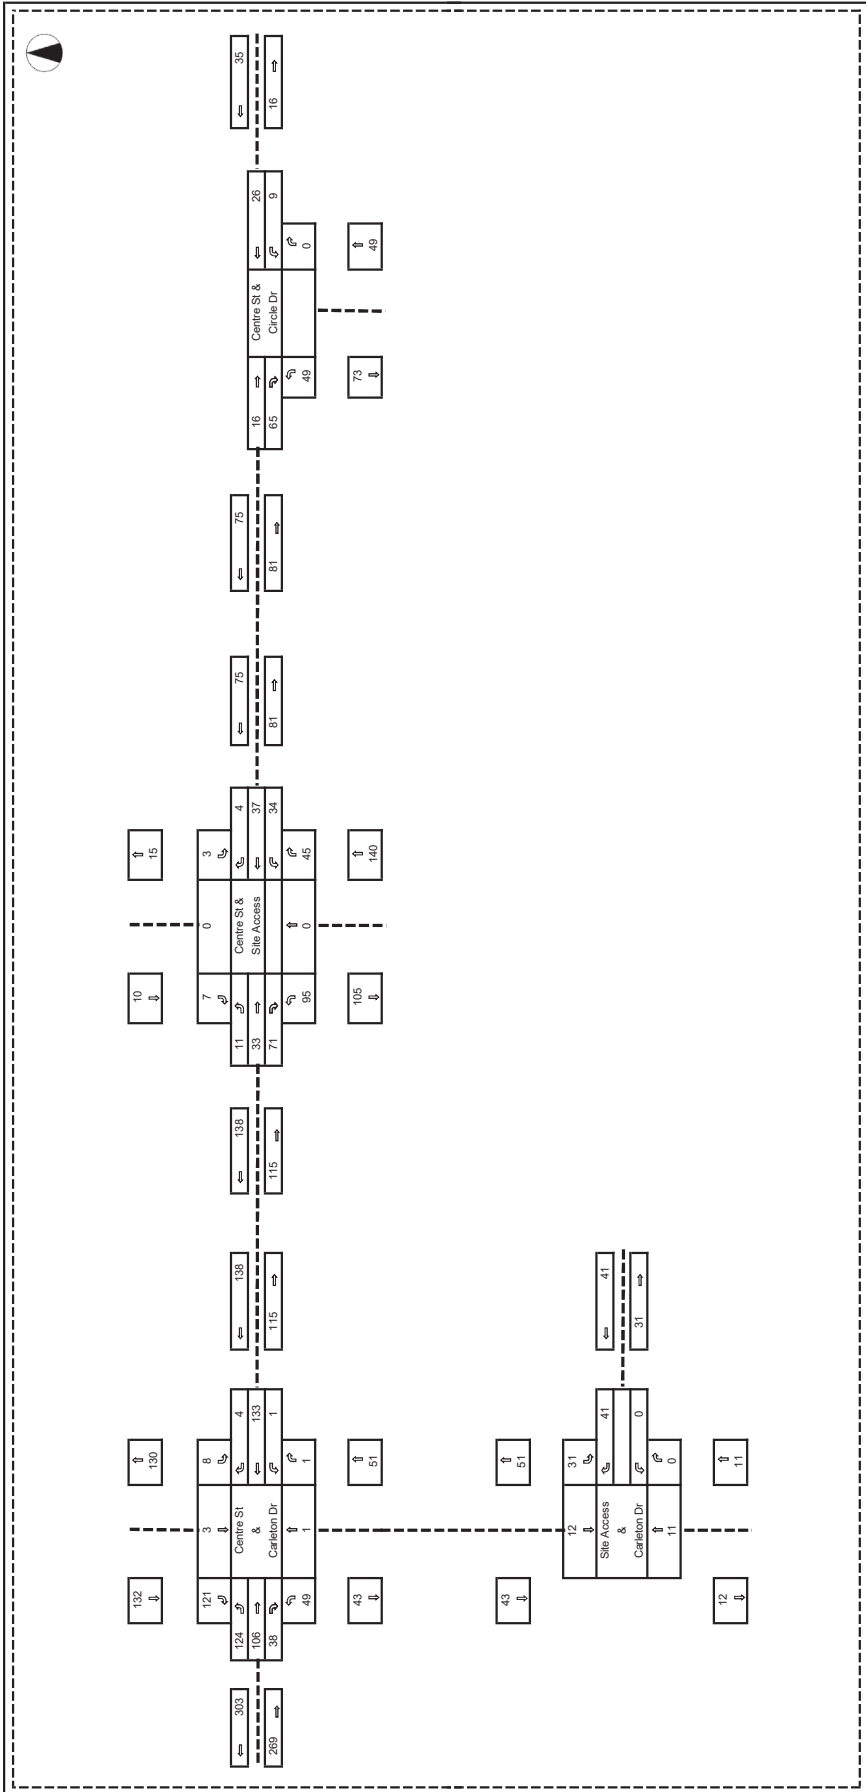 132 130 10 15
121 3 8 7 0 3
303 124 Centre St 4 138 138 11 Centre St & 4 75 75 35
106 & 133 33 Site Access 37 16 Centre St & 26
269 38 Carleton Dr 1 115 115 71 34 81 81 65 Circle Dr 9 16
49 1 1 95 0 45 49 0
43 51 105 140 73 49
43 51
12 31
Site Access 41 41
&
Carleton Dr 0 31
11 0
12 11